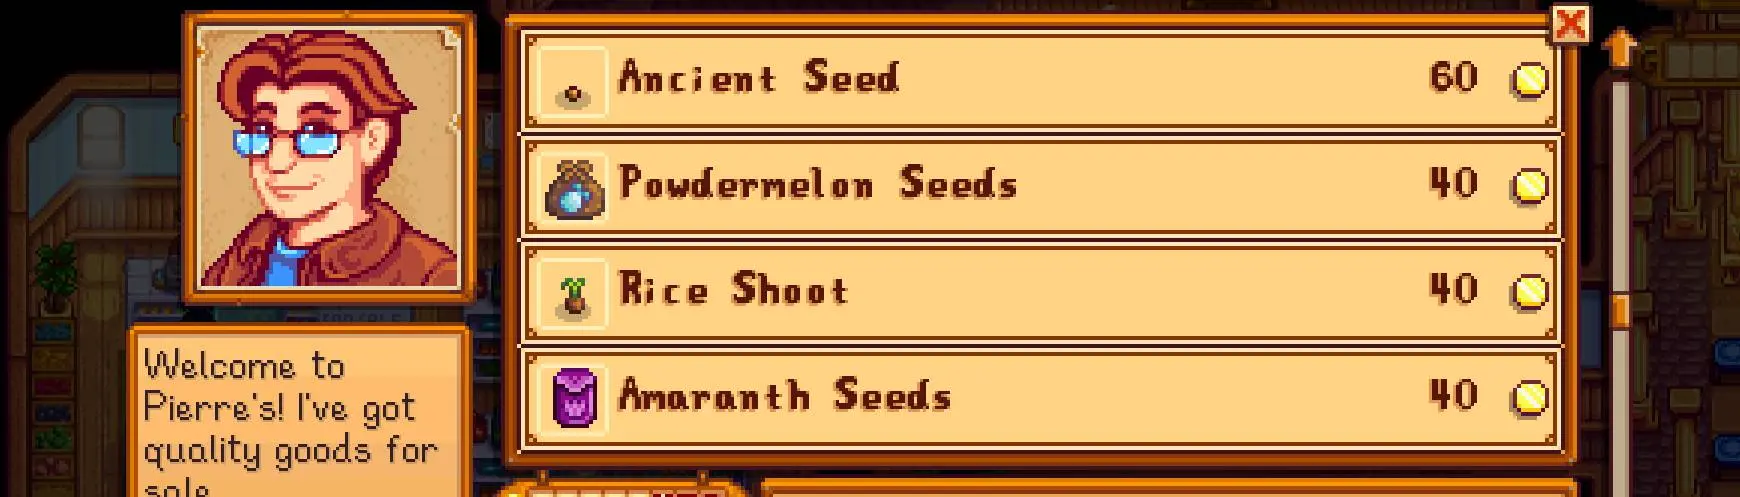 Ancient Seed 60
Powdermelon Seeds 40
Rice Shoot 40
Amaranth Seeds 40
Welcome to
Pierre's! I've got
quality goods for
sale